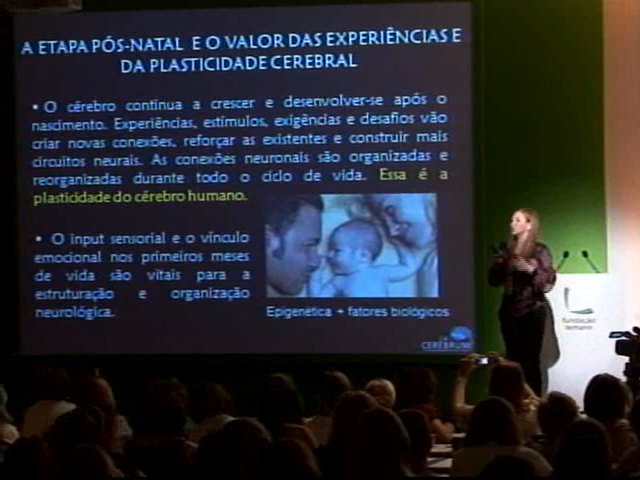 A ETAPA PÓS-NATAL E O VALOR DAS EXPERIÊNCIAS E
DA PLASTICIDADE CEREBRAL
• O cérebro continua a crescer e desenvolver-se após o
nascimento. Experiências, estímulos, exigências e desafios vão
criar novas conexões, reforçar as existentes e construir mais
circuitos neurais. As conexões neuronais são organizadas e
reorganizadas durante todo o ciclo de vida. Essa é a
plasticidade do cérebro humano.
• O input sensorial e o vínculo
emocional nos primeiros meses
de vida são vitais para a
estruturação e organização
neurológica.
Epigenética + fatores biológicos
CEREBRUM
fundação
lemann